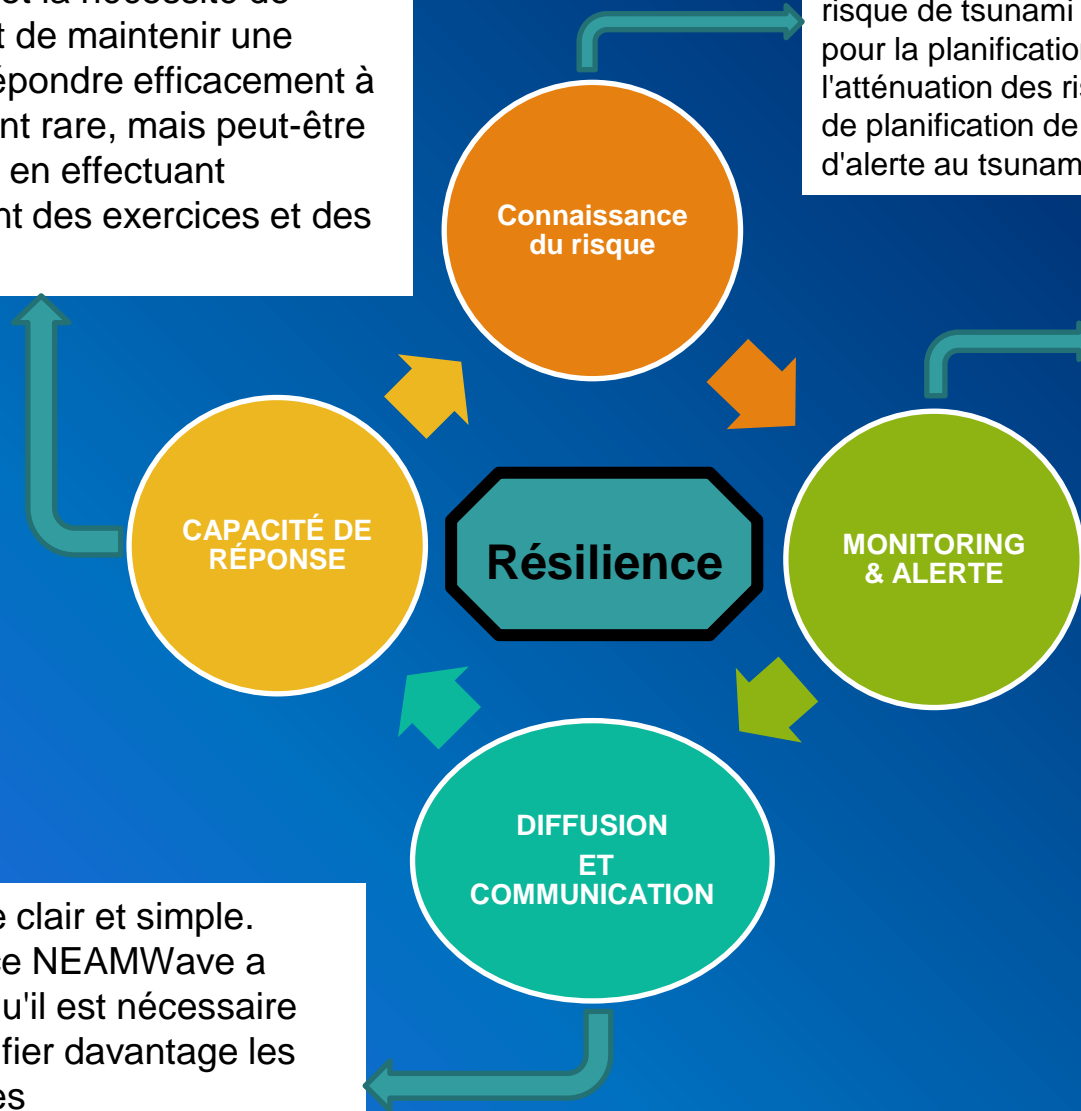 et la nécessité de
t de maintenir une
épondre efficacement à
nt rare, mais peut-être
en effectuant
nt des exercices et des
risque de tsunami
pour la planification
l'atténuation des ris
de planification de
d'alerte au tsunam
Connaissance
du risque
CAPACITÉ DE
RÉPONSE
Résilience
MONITORING
& ALERTE
DIFFUSION
ET
COMMUNICATION
e clair et simple.
ce NEAMWave a
qu'il est nécessaire
ifier davantage les
es